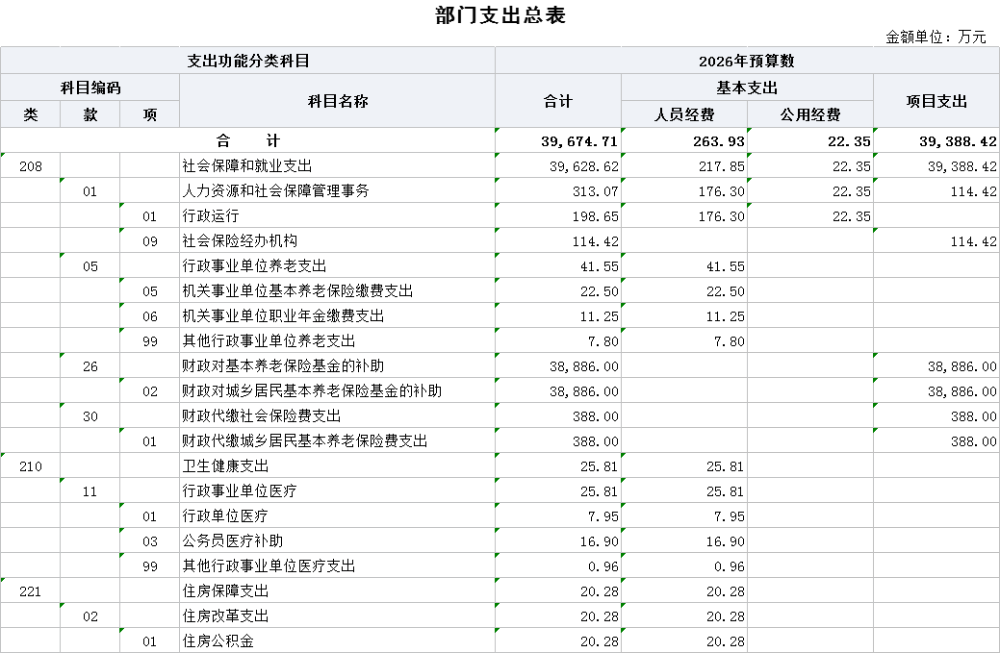 部门支出总表
金额单位：万元
支出功能分类科目 2026年预算数
科目编码 科目名称 合计 基本支出 项目支出
类 款 项 人员经费 公用经费
合 计 39,674.71 263.93 22.35 39,388.42
208 社会保障和就业支出 39,628.62 217.85 22.35 39,388.42
01 人力资源和社会保障管理事务 313.07 176.30 22.35 114.42
01 行政运行 198.65 176.30 22.35
09 社会保险经办机构 114.42 114.42
05 行政事业单位养老支出 41.55 41.55
05 机关事业单位基本养老保险缴费支出 22.50 22.50
06 机关事业单位职业年金缴费支出 11.25 11.25
99 其他行政事业单位养老支出 7.80 7.80
26 财政对基本养老保险基金的补助 38,886.00 38,886.00
02 财政对城乡居民基本养老保险基金的补助 38,886.00 38,886.00
30 财政代缴社会保险费支出 388.00 388.00
01 财政代缴城乡居民基本养老保险费支出 388.00 388.00
210 卫生健康支出 25.81 25.81
11 行政事业单位医疗 25.81 25.81
01 行政单位医疗 7.95 7.95
03 公务员医疗补助 16.90 16.90
99 其他行政事业单位医疗支出 0.96 0.96
221 住房保障支出 20.28 20.28
02 住房改革支出 20.28 20.28
01 住房公积金 20.28 20.28